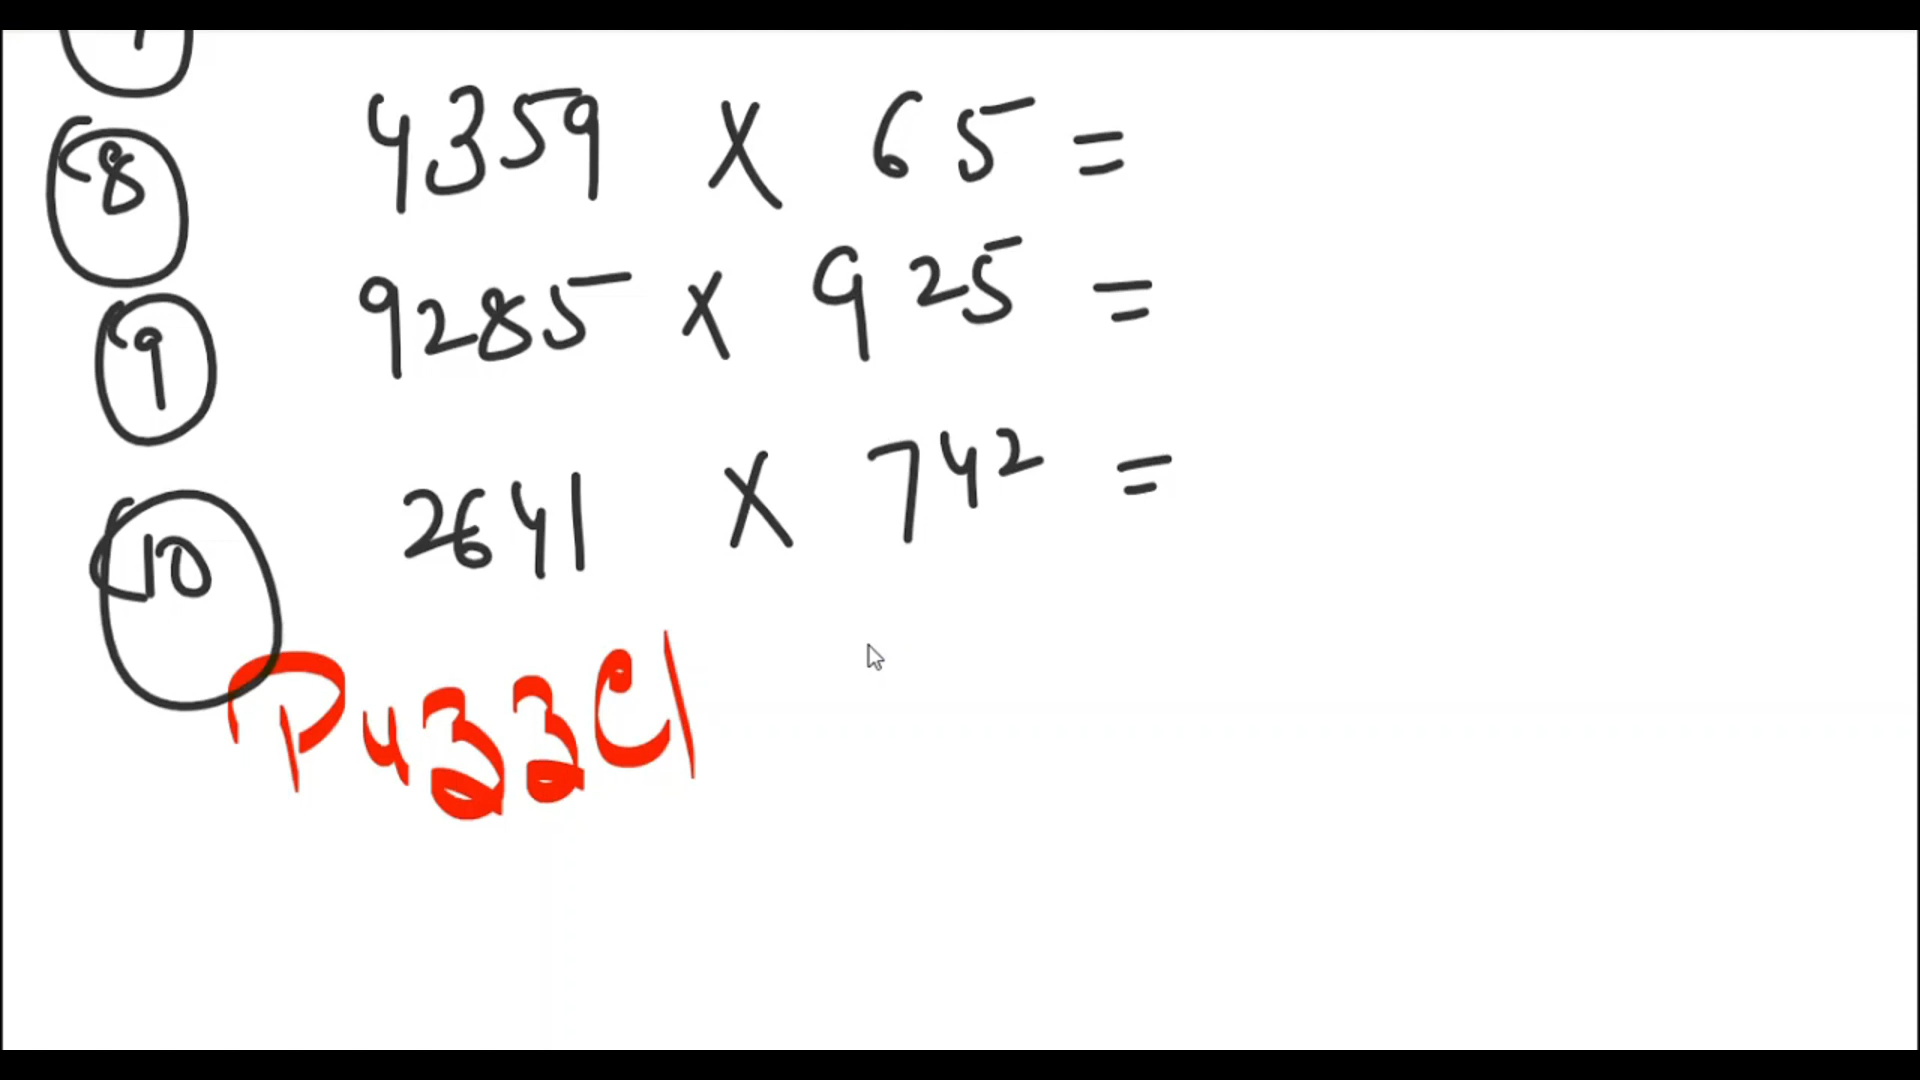 8 4359 X 65 =
9 9285 X 925 =
10 2641 X 742 =
Puzzel